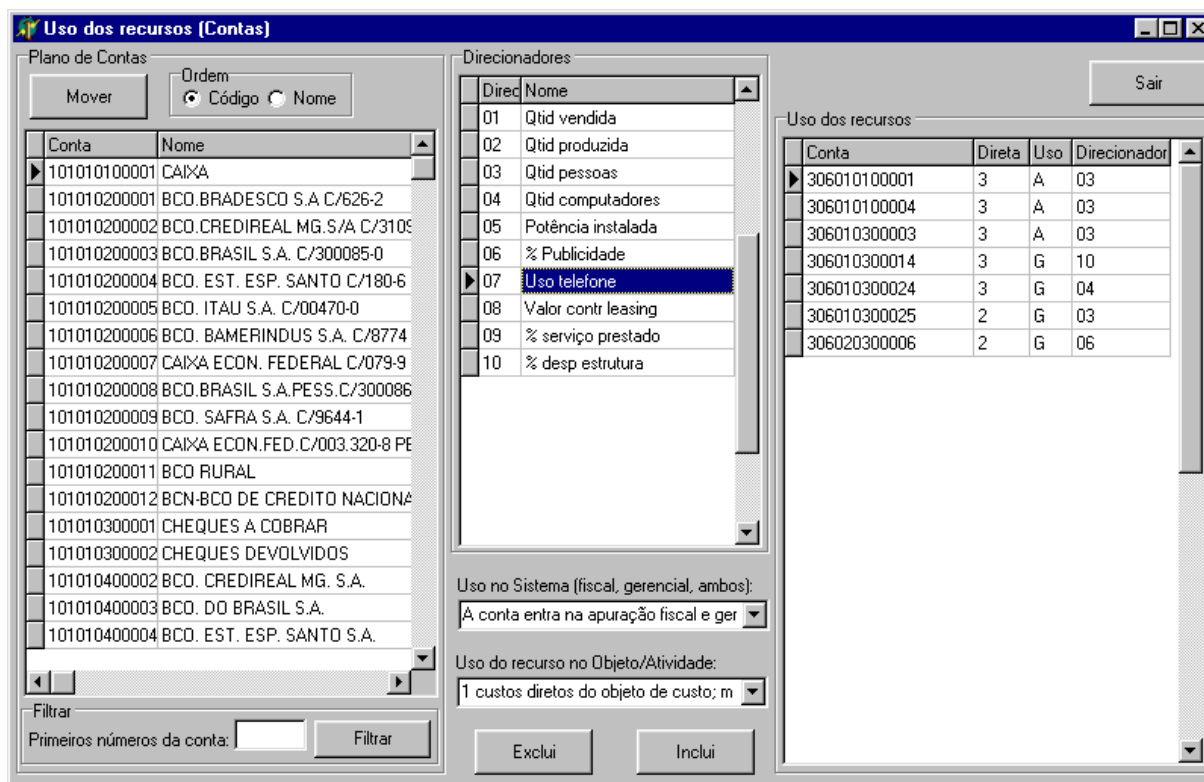 Uso dos recursos (Contas)
Plano de Contas
Mover
Ordem
Código Nome
Conta Nome
101010100001 CAIXA
101010200001 BCO.BRADESCO S.A C/626-2
101010200002 BCO.CREDIREAL MG.S/A C/3109
101010200003 BCO.BRASIL S.A. C/300085-0
101010200004 BCO. EST. ESP. SANTO C/180-6
101010200005 BCO. ITAU S.A. C/00470-0
101010200006 BCO. BAMERINDUS S.A. C/8774
101010200007 CAIXA ECON. FEDERAL C/079-9
101010200008 BCO.BRASIL S.A.PESS.C/300086
101010200009 BCO. SAFRA S.A. C/9644-1
101010200010 CAIXA ECON.FED.C/003.320-8 PE
101010200011 BCO RURAL
101010200012 BCN-BCO DE CREDITO NACIONA
101010300001 CHEQUES A COBRAR
101010300002 CHEQUES DEVOLVIDOS
101010400002 BCO. CREDIREAL MG. S.A.
101010400003 BCO. DO BRASIL S.A.
101010400004 BCO. EST. ESP. SANTO S.A.
Filtrar
Primeiros números da conta: Filtrar
Direcionadores
Direc Nome
01 Qtid vendida
02 Qtid produzida
03 Qtid pessoas
04 Qtid computadores
05 Potência instalada
06 % Publicidade
07 Uso telefone
08 Valor contr leasing
09 % serviço prestado
10 % desp estrutura
Uso no Sistema (fiscal, gerencial, ambos):
A conta entra na apuração fiscal e ger
Uso do recurso no Objeto/Atividade:
1 custos diretos do objeto de custo; m
Exclui Inclui
Sair
Uso dos recursos
Conta Direta Uso Direcionador
306010100001 3 A 03
306010100004 3 A 03
306010300003 3 A 03
306010300014 3 G 10
306010300024 3 G 04
306010300025 2 G 03
306020300006 2 G 06